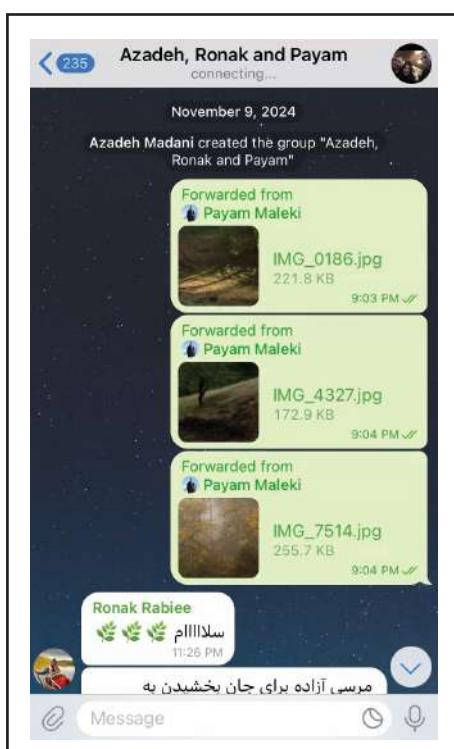 235
Azadeh, Ronak and Payam
connecting...
November 9, 2024
Azadeh Madani created the group "Azadeh,
Ronak and Payam"
Forwarded from
Payam Maleki
IMG_0186.jpg
221.8 KB
9:03 PM
Forwarded from
Payam Maleki
IMG_4327.jpg
172.9 KB
9:04 PM
Forwarded from
Payam Maleki
IMG_7514.jpg
255.7 KB
9:04 PM
Ronak Rabiee
سلااااام 🌿🌿🌿
11:26 PM
مرسی آزاده برای جان بخشیدن به
Message